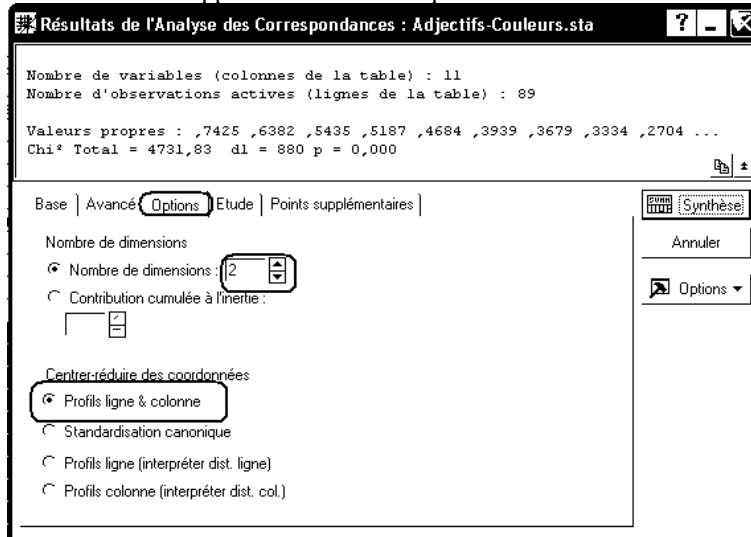 Résultats de l'Analyse des Correspondances : Adjectifs-Couleurs.sta
Nombre de variables (colonnes de la table) : 11
Nombre d'observations actives (lignes de la table) : 89
Valeurs propres : ,7425 ,6382 ,5435 ,5187 ,4684 ,3939 ,3679 ,3334 ,2704 ...
Chi² Total = 4731,83 dl = 880 p = 0,000
Base | Avancé | Options | Etude | Points supplémentaires
Synthèse
Nombre de dimensions
Annuler
Nombre de dimensions : 2
Options
Contribution cumulée à l'inertie :
Centrer-réduire des coordonnées
Profils ligne & colonne
Standardisation canonique
Profils ligne (interpréter dist. ligne)
Profils colonne (interpréter dist. col.)